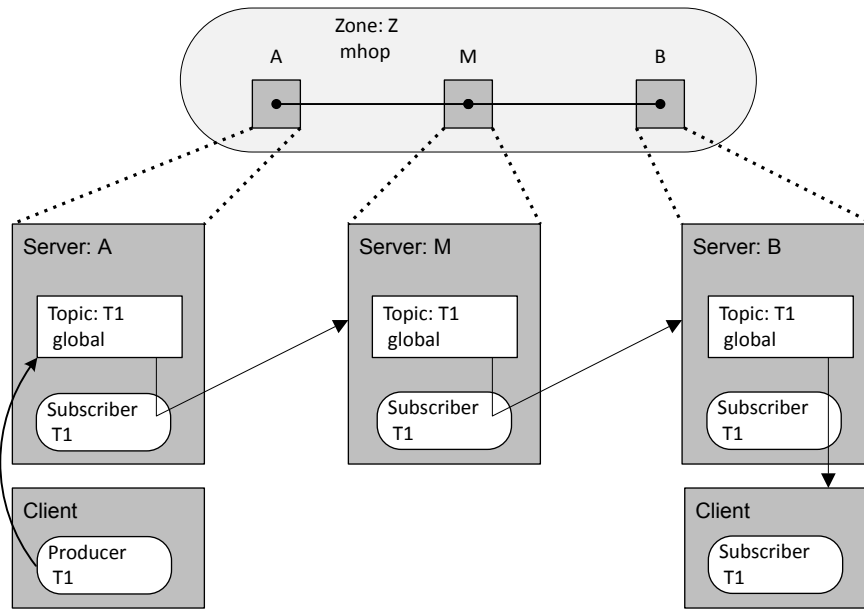 Zone: Z
mhop
A
M
B
Server: A
Server: M
Server: B
Topic: T1
global
Topic: T1
global
Topic: T1
global
Subscriber
T1
Subscriber
T1
Subscriber
T1
Client
Client
Producer
T1
Subscriber
T1